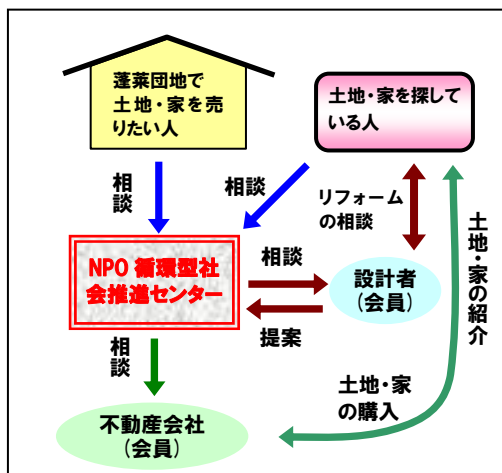 蓬莱団地で
土地・家を売
りたい人
土地・家を探して
いる人
相談
相談
リフォーム
の相談
土地・家の紹介
NPO 循環型社
会推進センター
相談
設計者
(会員)
提案
相談
土地・家
の購入
不動産会社
(会員)